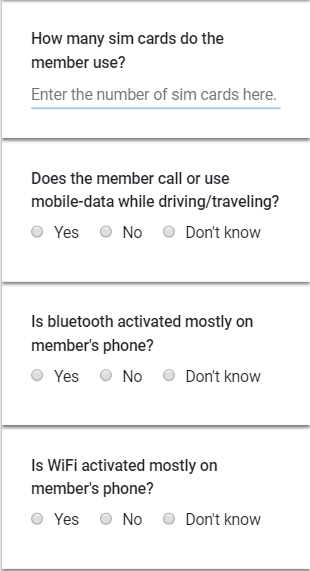 How many sim cards do the
member use?
Enter the number of sim cards here.
Does the member call or use
mobile-data while driving/traveling?
Yes No Don't know
Is bluetooth activated mostly on
member's phone?
Yes No Don't know
Is WiFi activated mostly on
member's phone?
Yes No Don't know